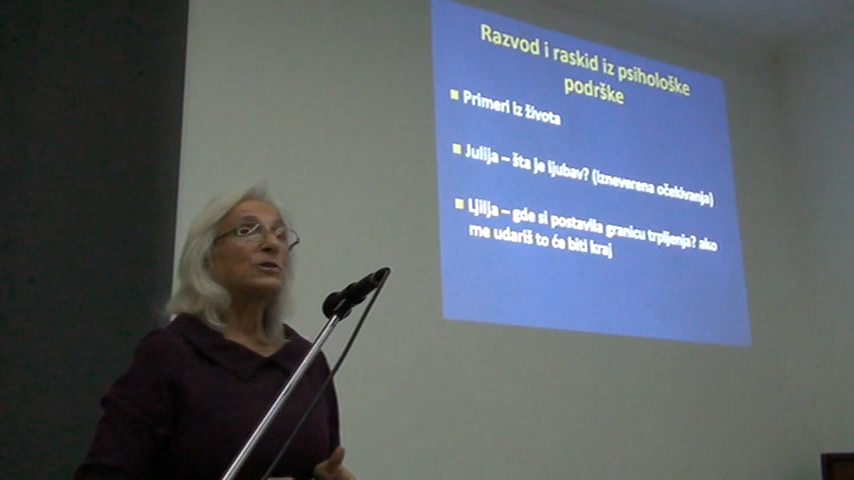 Razvod i raskid iz psihološke
podrške
Primeri iz života
Julija – šta je ljubav? (izneverena očekivanja)
Ljilja – gde si postavila granicu trpljenja? ako
me udariš to će biti kraj